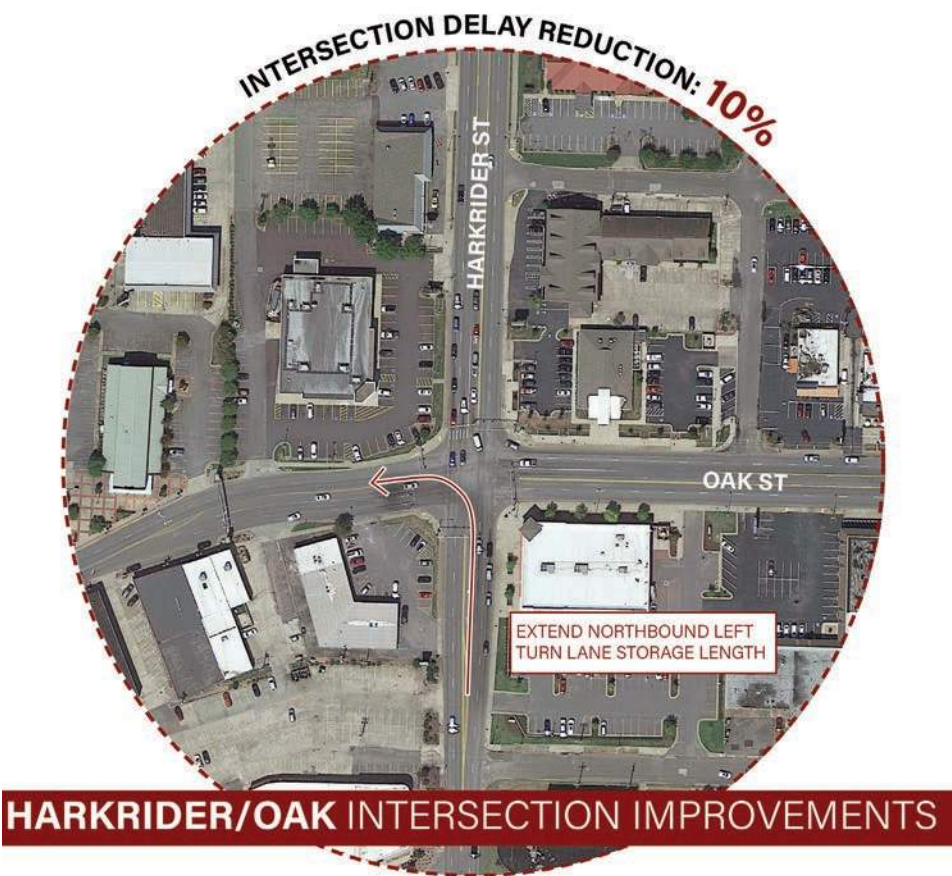 INTERSECTION DELAY REDUCTION: 10%
HARKRIDER ST
OAK ST
EXTEND NORTHBOUND LEFT
TURN LANE STORAGE LENGTH
HARKRIDER/OAK INTERSECTION IMPROVEMENTS